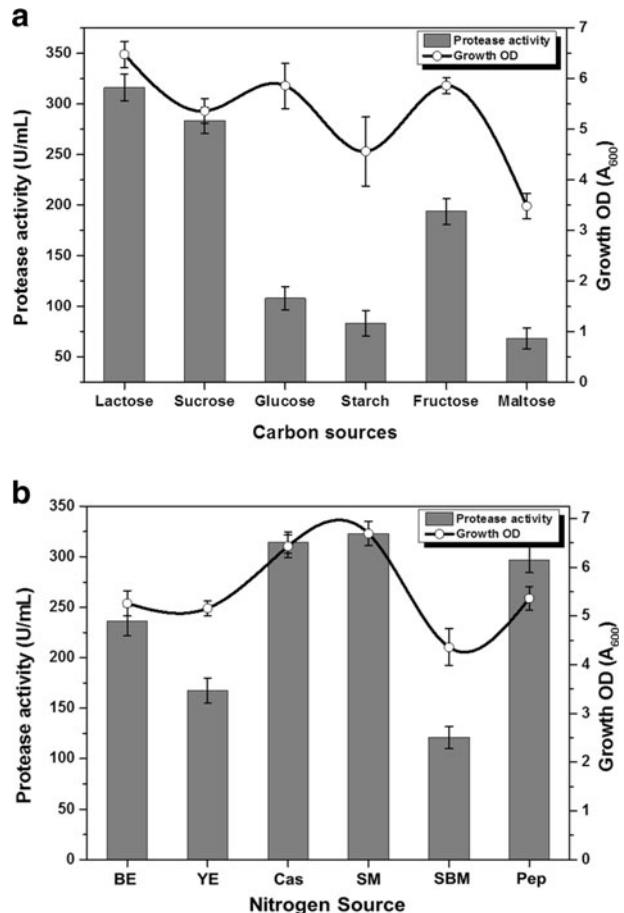 a
Protease activity
Growth OD
350
300
250
200
150
100
50
7
6
5
4
3
2
1
0
Protease activity (U/mL)
Growth OD (A600)
Lactose Sucrose Glucose Starch Fructose Maltose
Carbon sources
b
Protease activity
Growth OD
350
300
250
200
150
100
50
0
7
6
5
4
3
2
1
0
Protease activity (U/mL)
Growth OD (A600)
BE YE Cas SM SBM Pep
Nitrogen Source